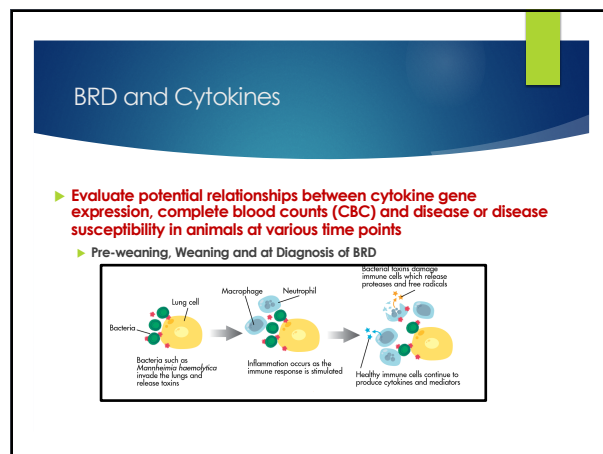 BRD and Cytokines
Evaluate potential relationships between cytokine gene
expression, complete blood counts (CBC) and disease or disease
susceptibility in animals at various time points
Pre-weaning, Weaning and at Diagnosis of BRD
Lung cell
Bacteria
Bacteria such as
Mannheimia haemolytica
invade the lungs and
release toxins
Macrophage
Neutrophil
Inflammation occurs as the
immune response is stimulated
Bacterial toxins damage
immune cells which release
proteases and free radicals
Healthy immune cells continue to
produce cytokines and mediators